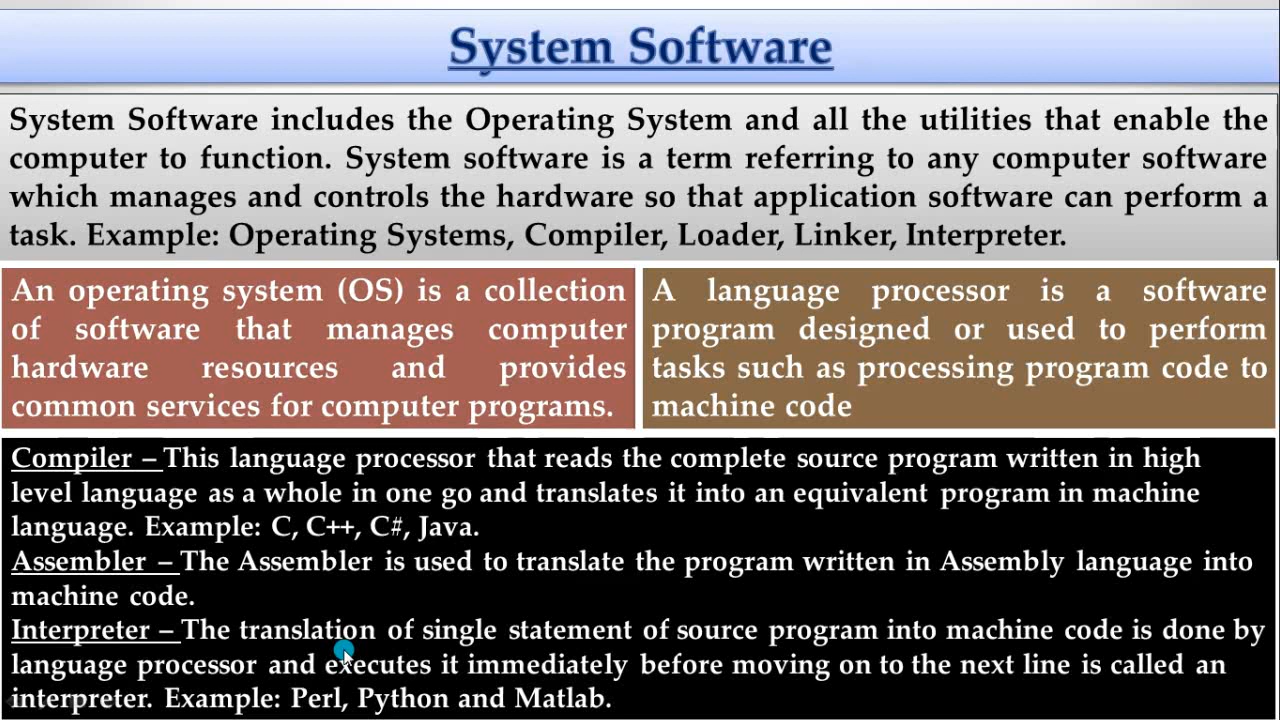 System Software
System Software includes the Operating System and all the utilities that enable the
computer to function. System software is a term referring to any computer software
which manages and controls the hardware so that application software can perform a
task. Example: Operating Systems, Compiler, Loader, Linker, Interpreter.
An operating system (OS) is a collection
of software that manages computer
hardware resources and provides
common services for computer programs.
A language processor is a software
program designed or used to perform
tasks such as processing program code to
machine code
Compiler – This language processor that reads the complete source program written in high
level language as a whole in one go and translates it into an equivalent program in machine
language. Example: C, C++, C#, Java.
Assembler – The Assembler is used to translate the program written in Assembly language into
machine code.
Interpreter – The translation of single statement of source program into machine code is done by
language processor and executes it immediately before moving on to the next line is called an
interpreter. Example: Perl, Python and Matlab.